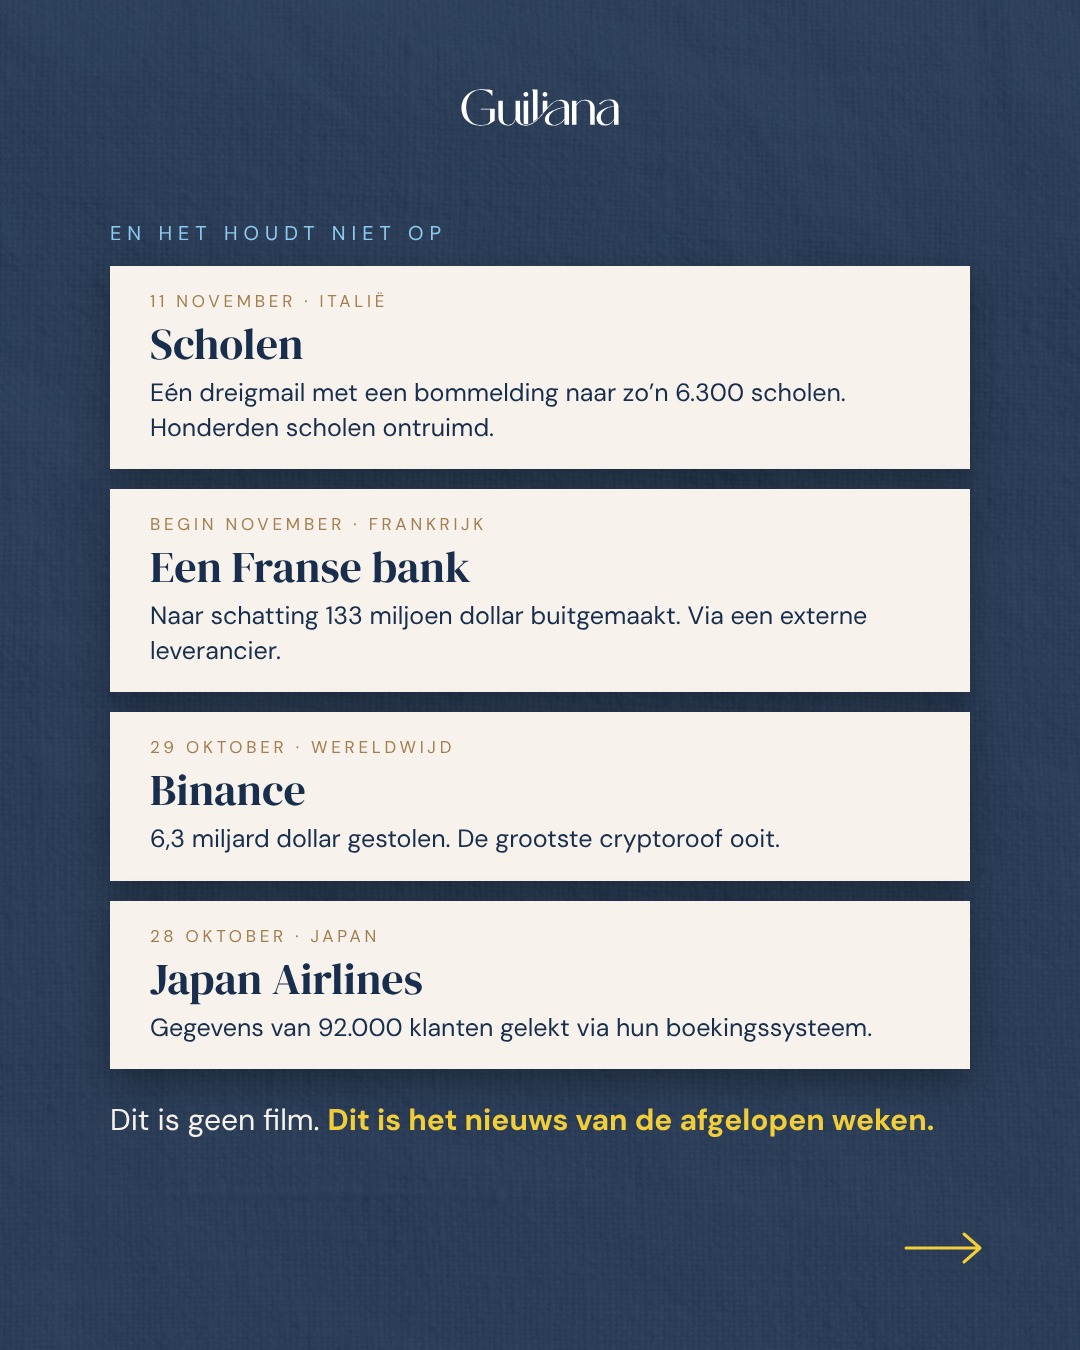 Guiliana
EN HET HOUDT NIET OP
11 NOVEMBER · ITALIË
Scholen
Eén dreigmail met een bommelding naar zo’n 6.300 scholen.
Honderden scholen ontruimd.
BEGIN NOVEMBER · FRANKRIJK
Een Franse bank
Naar schatting 133 miljoen dollar buitgemaakt. Via een externe
leverancier.
29 OKTOBER · WERELDWIJD
Binance
6,3 miljard dollar gestolen. De grootste cryptoroof ooit.
28 OKTOBER · JAPAN
Japan Airlines
Gegevens van 92.000 klanten gelekt via hun boekingssysteem.
Dit is geen film. Dit is het nieuws van de afgelopen weken.